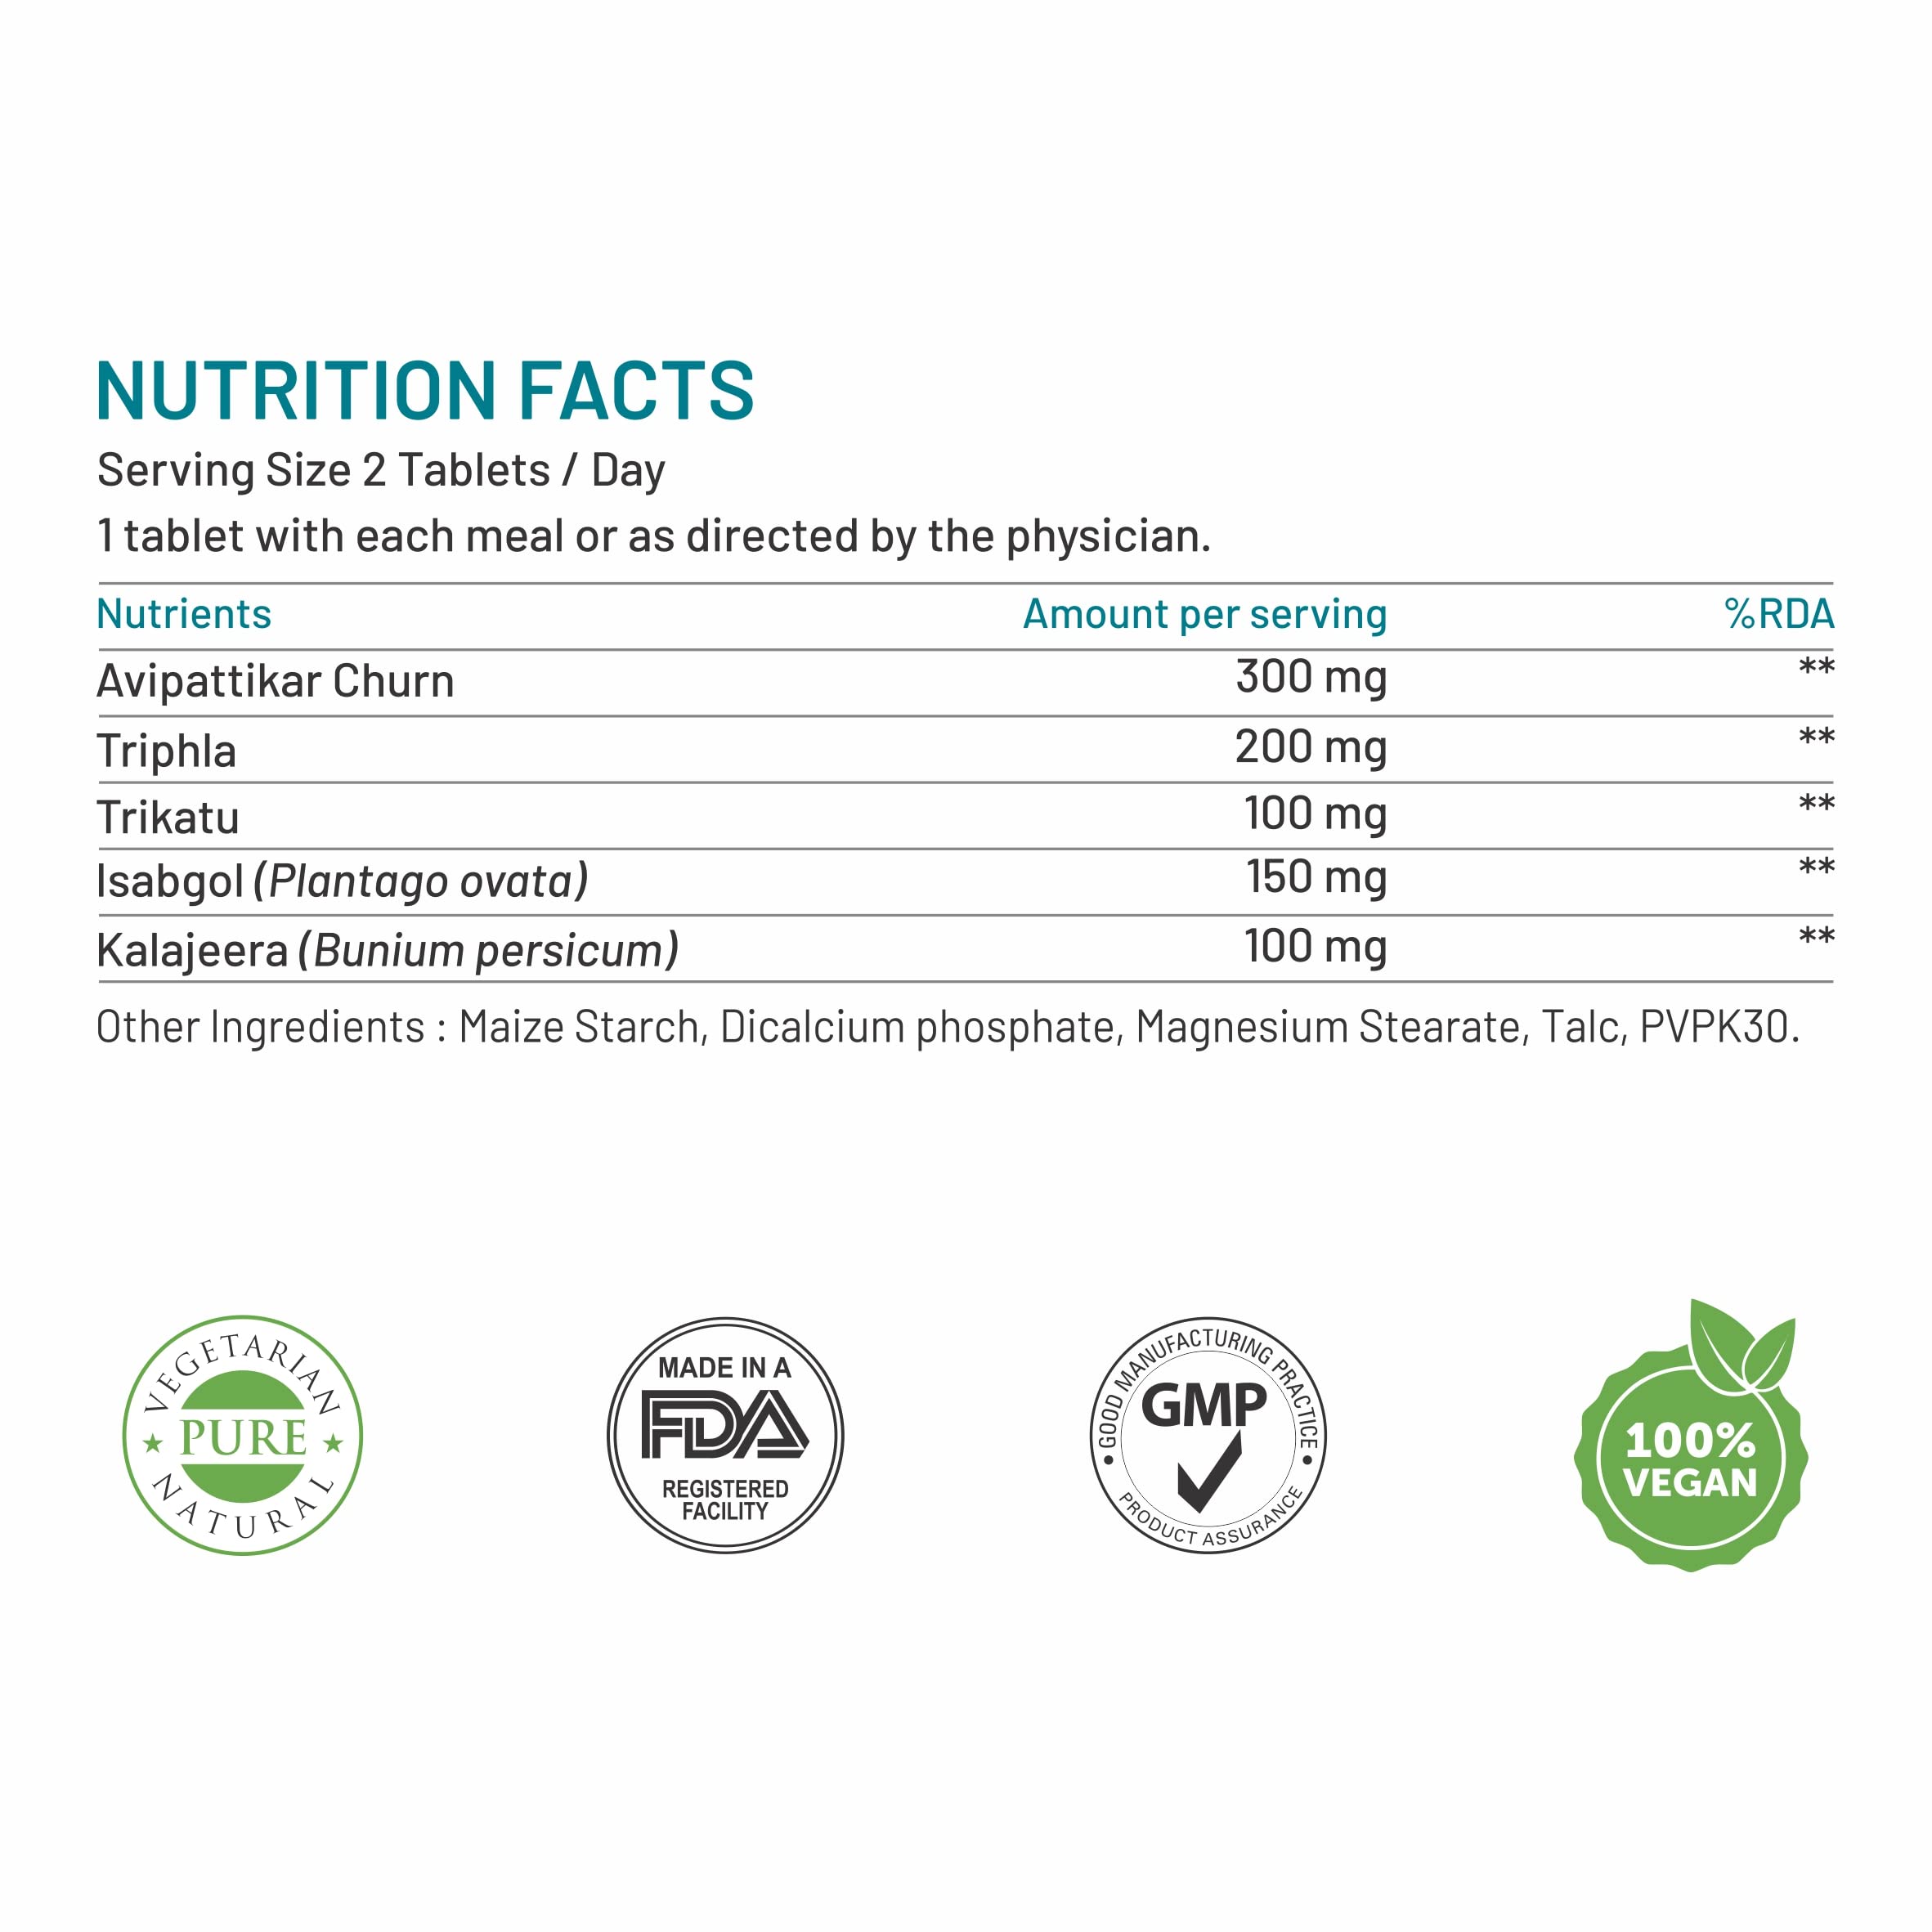 NUTRITION FACTS
Serving Size 2 Tablets / Day
1 tablet with each meal or as directed by the physician.
Nutrients Amount per serving %RDA
Avipattikar Churn 300 mg **
Triphla 200 mg **
Trikatu 100 mg **
Isabgol (Plantago ovata) 150 mg **
Kalajeera (Bunium persicum) 100 mg **
Other Ingredients : Maize Starch, Dicalcium phosphate, Magnesium Stearate, Talc, PVPK30.
VEGETARIAN
PURE
NATURAL
MADE IN A
FDA
REGISTERED
FACILITY
GOOD MANUFACTURING PRACTICE
GMP
PRODUCT ASSURANCE
100%
VEGAN